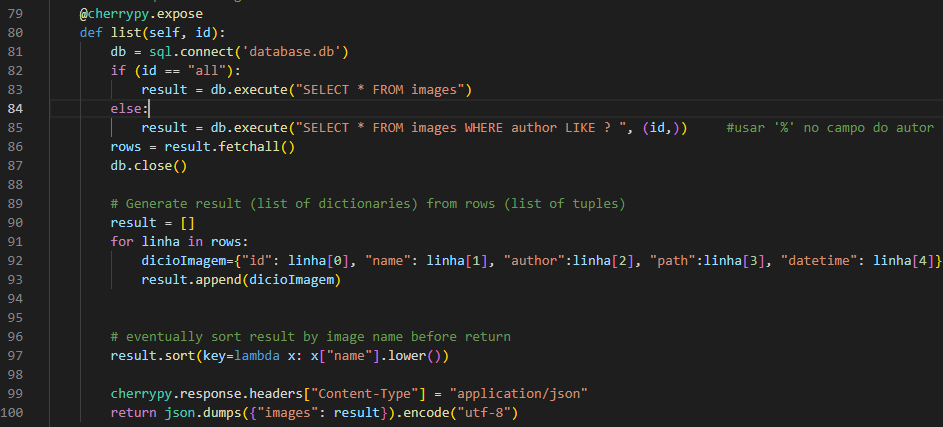 79 @cherrypy.expose
80 def list(self, id):
81 db = sql.connect('database.db')
82 if (id == "all"):
83 result = db.execute("SELECT * FROM images")
84 else:
85 result = db.execute("SELECT * FROM images WHERE author LIKE ? ", (id,)) #usar '%' no campo do autor
86 rows = result.fetchall()
87 db.close()
88
89 # Generate result (list of dictionaries) from rows (list of tuples)
90 result = []
91 for linha in rows:
92 dicioImagem={"id": linha[0], "name": linha[1], "author":linha[2], "path":linha[3], "datetime": linha[4]}
93 result.append(dicioImagem)
94
95
96 # eventually sort result by image name before return
97 result.sort(key=lambda x: x["name"].lower())
98
99 cherrypy.response.headers["Content-Type"] = "application/json"
100 return json.dumps({"images": result}).encode("utf-8")